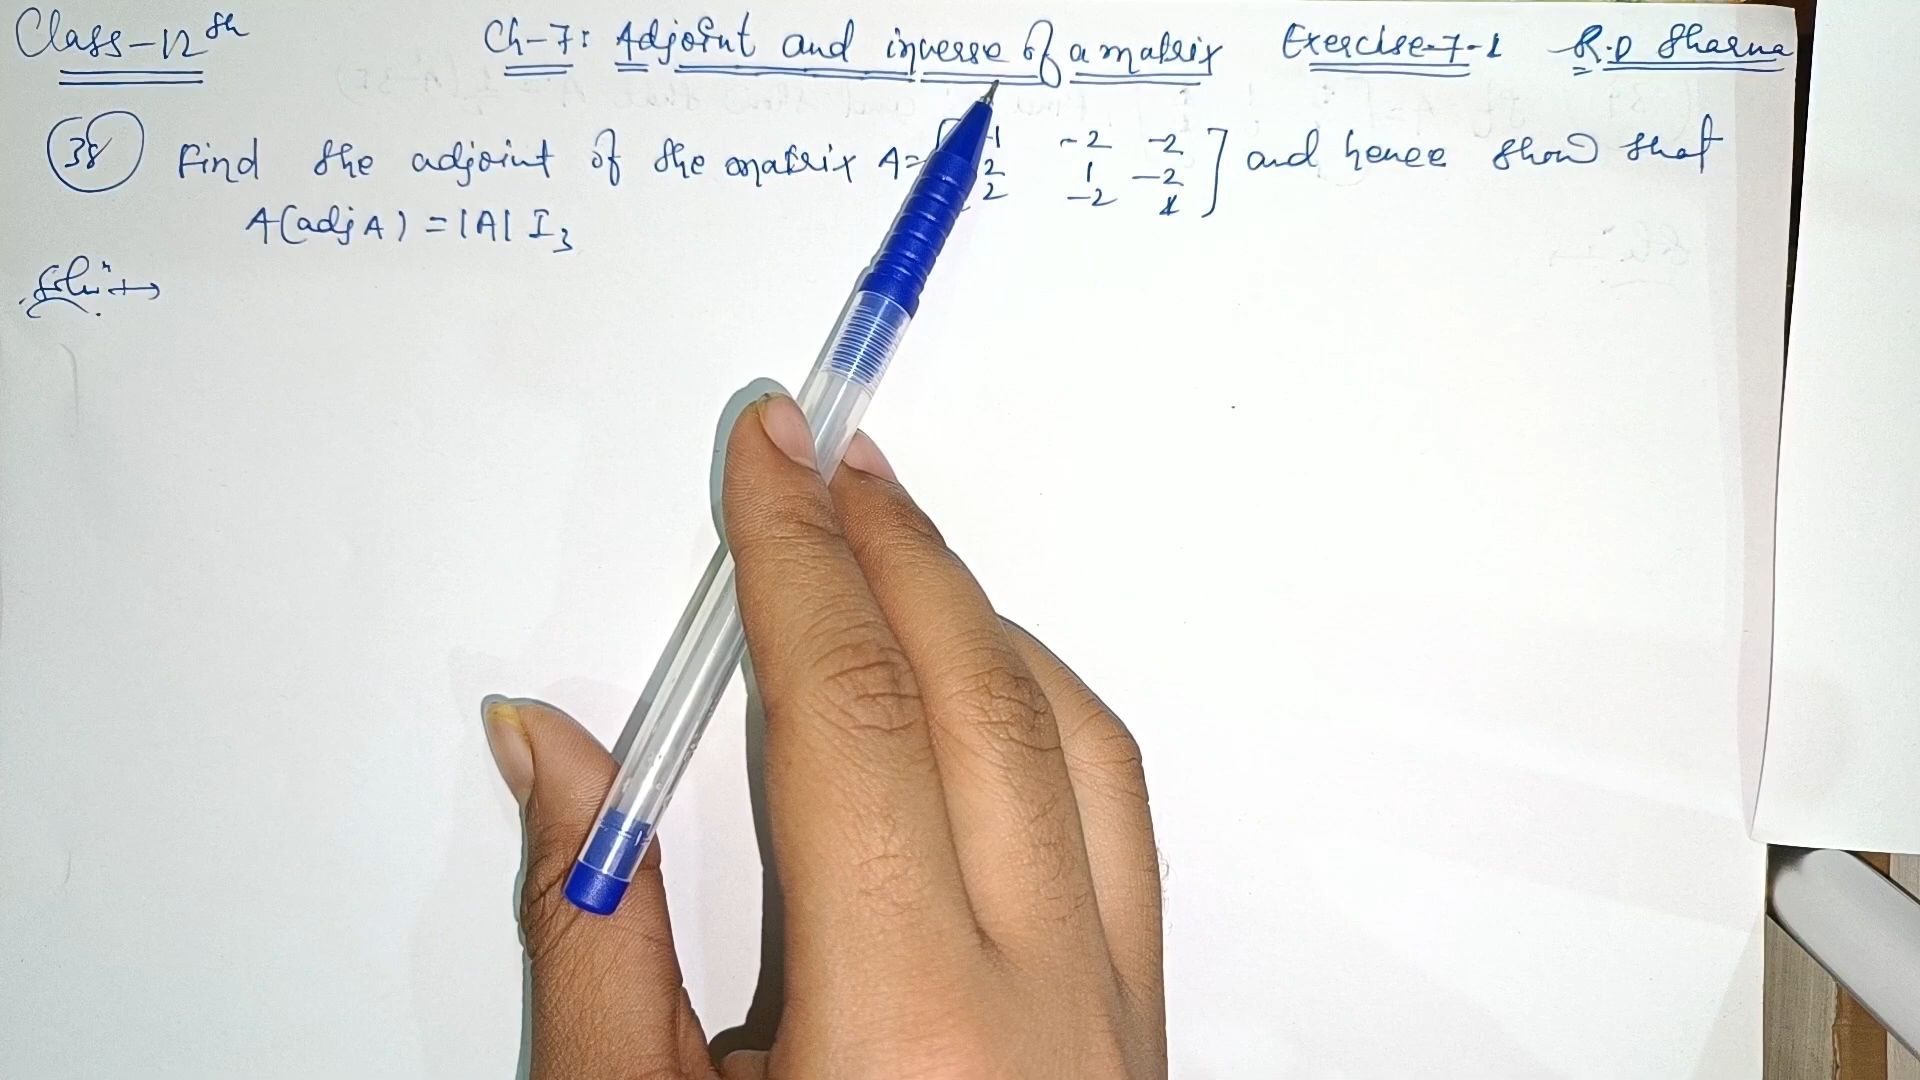 Class-12th Ch-7: Adjoint and inverse of a matrix Exercise-7-1 R.D Sharma
38 Find the adjoint of the matrix A=[-1 -2 -2
2 1 -2
2 -2 1] and hence show that
A(adj A) = |A| I3
Soln:→